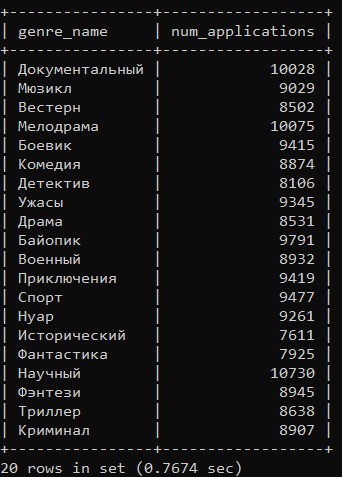 +----------------+------------------+
| genre_name     | num_applications |
+----------------+------------------+
| Документальный |            10028 |
| Мюзикл         |             9029 |
| Вестерн        |             8502 |
| Мелодрама      |            10075 |
| Боевик         |             9415 |
| Комедия        |             8874 |
| Детектив       |             8106 |
| Ужасы          |             9345 |
| Драма          |             8531 |
| Байопик        |             9791 |
| Военный        |             8932 |
| Приключения    |             9419 |
| Спорт          |             9477 |
| Нуар           |             9261 |
| Исторический   |             7611 |
| Фантастика     |             7925 |
| Научный        |            10730 |
| Фэнтези        |             8945 |
| Триллер        |             8638 |
| Криминал       |             8907 |
+----------------+------------------+
20 rows in set (0.7674 sec)